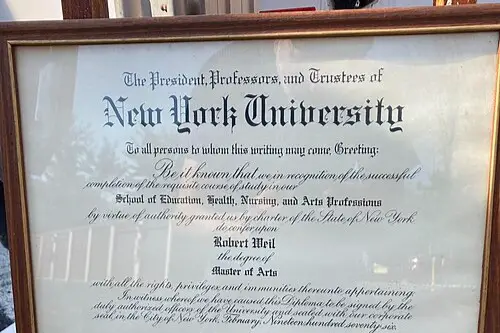 The President, Professors, and Trustees of
New York University
To all persons to whom this writing may come, Greeting:
Be it known that we in recognition of the successful
completion of the requisite course of study in our
School of Education, Health, Nursing, and Arts Professions
by virtue of authority granted us by charter of the State of New York
do confer upon
Robert Weil
the degree of
Master of Arts
with all the rights, privileges, and immunities thereunto appertaining.
In witness whereof we have caused this Diploma to be signed by the
duly authorized officers of the University and sealed with our corporate
seal in the City of New York, February, Nineteen hundred seventy six